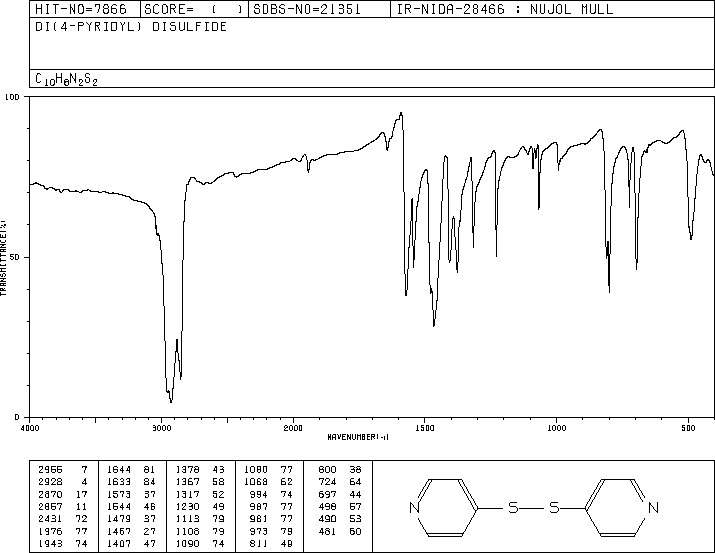 HIT-NO=7866 SCORE= ( ) SDBS-NO=21351 IR-NIDA-28466 : NUJOL MULL
DI(4-PYRIDYL) DISULFIDE
C10H8N2S2
100
50
0
TRANSMITTANCE(%)
4000 3000 2000 1500 1000 500
WAVENUMBER(-1)
2955 7 1644 81 1378 43 1080 77 800 38
2928 4 1633 84 1367 58 1068 62 724 64
2870 17 1573 37 1317 52 994 74 697 44
2857 11 1544 46 1230 49 987 77 498 57
2431 72 1479 37 1113 79 981 77 490 53
1976 77 1467 27 1108 79 973 79 481 60
1943 74 1407 47 1090 74 811 48
N S S N